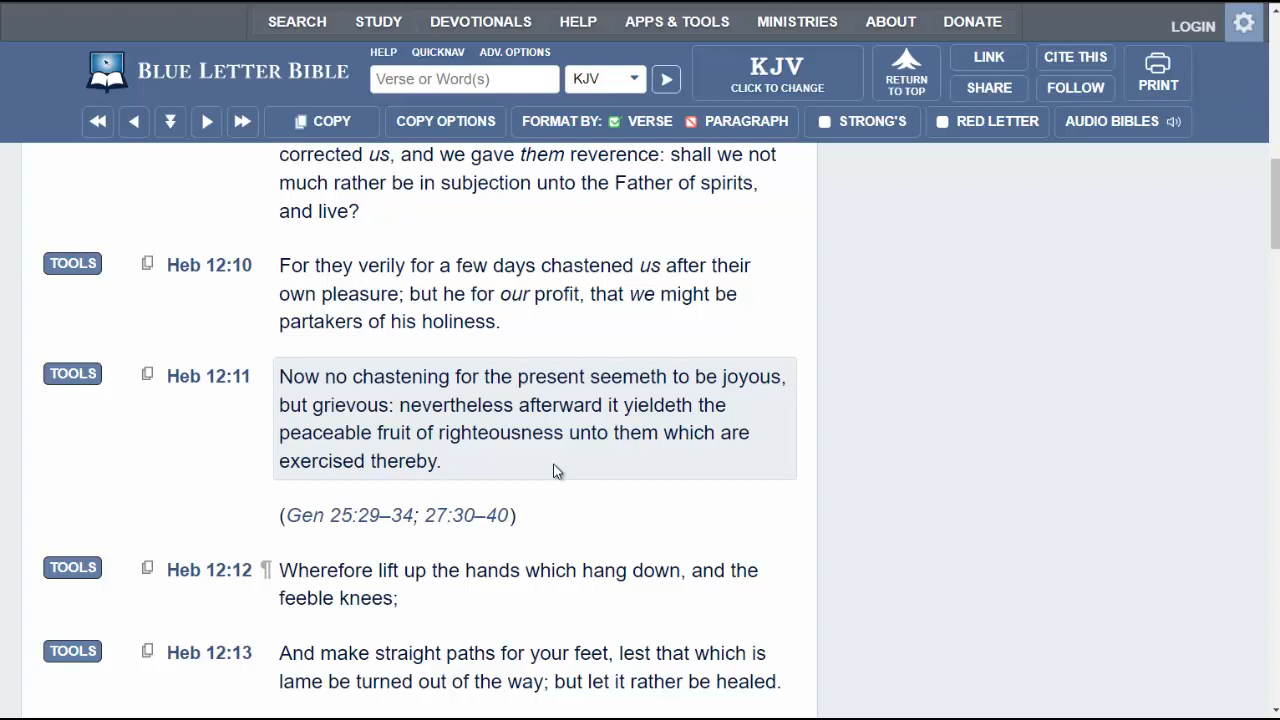 SEARCH STUDY DEVOTIONALS HELP APPS & TOOLS MINISTRIES ABOUT DONATE LOGIN
BLUE LETTER BIBLE
HELP QUICKNAV ADV. OPTIONS
Verse or Word(s) KJV
KJV
CLICK TO CHANGE
RETURN
TO TOP
LINK CITE THIS
SHARE FOLLOW
PRINT
COPY COPY OPTIONS FORMAT BY: VERSE PARAGRAPH STRONG'S RED LETTER AUDIO BIBLES
corrected us, and we gave them reverence: shall we not
much rather be in subjection unto the Father of spirits,
and live?
TOOLS Heb 12:10 For they verily for a few days chastened us after their
own pleasure; but he for our profit, that we might be
partakers of his holiness.
TOOLS Heb 12:11 Now no chastening for the present seemeth to be joyous,
but grievous: nevertheless afterward it yieldeth the
peaceable fruit of righteousness unto them which are
exercised thereby.
(Gen 25:29–34; 27:30–40)
TOOLS Heb 12:12 ¶ Wherefore lift up the hands which hang down, and the
feeble knees;
TOOLS Heb 12:13 And make straight paths for your feet, lest that which is
lame be turned out of the way; but let it rather be healed.